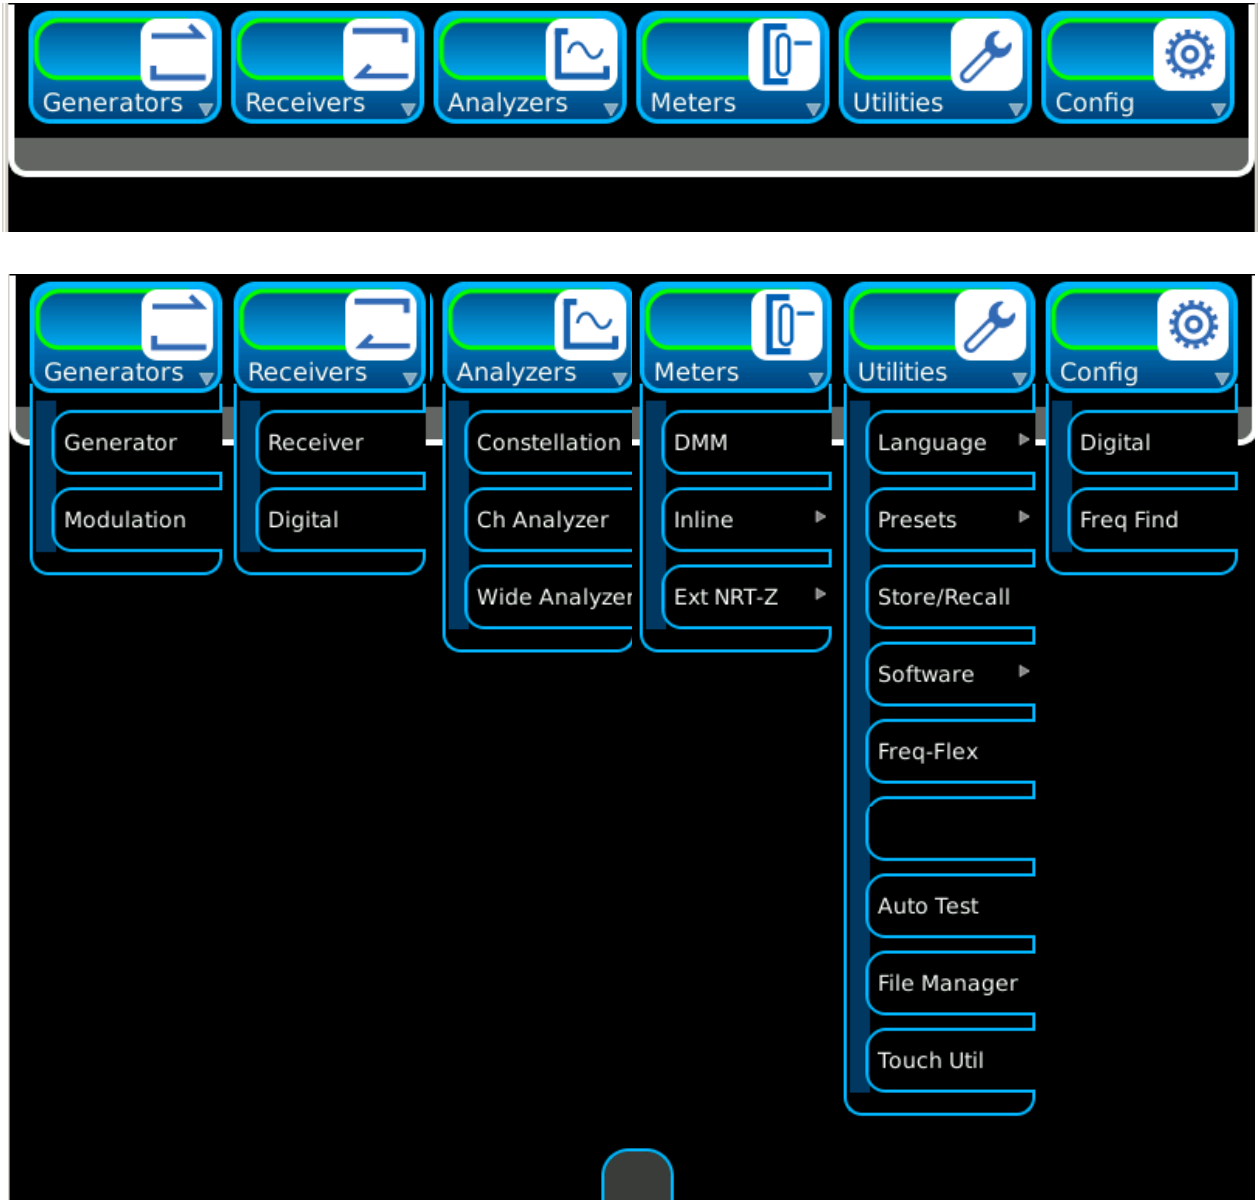 Generators Receivers Analyzers Meters Utilities Config
Generators Receivers Analyzers Meters Utilities Config
Generator Receiver Constellation DMM Language Digital
Modulation Digital Ch Analyzer Inline Presets Freq Find
Wide Analyzer Ext NRT-Z Store/Recall
Software
Freq-Flex
Auto Test
File Manager
Touch Util